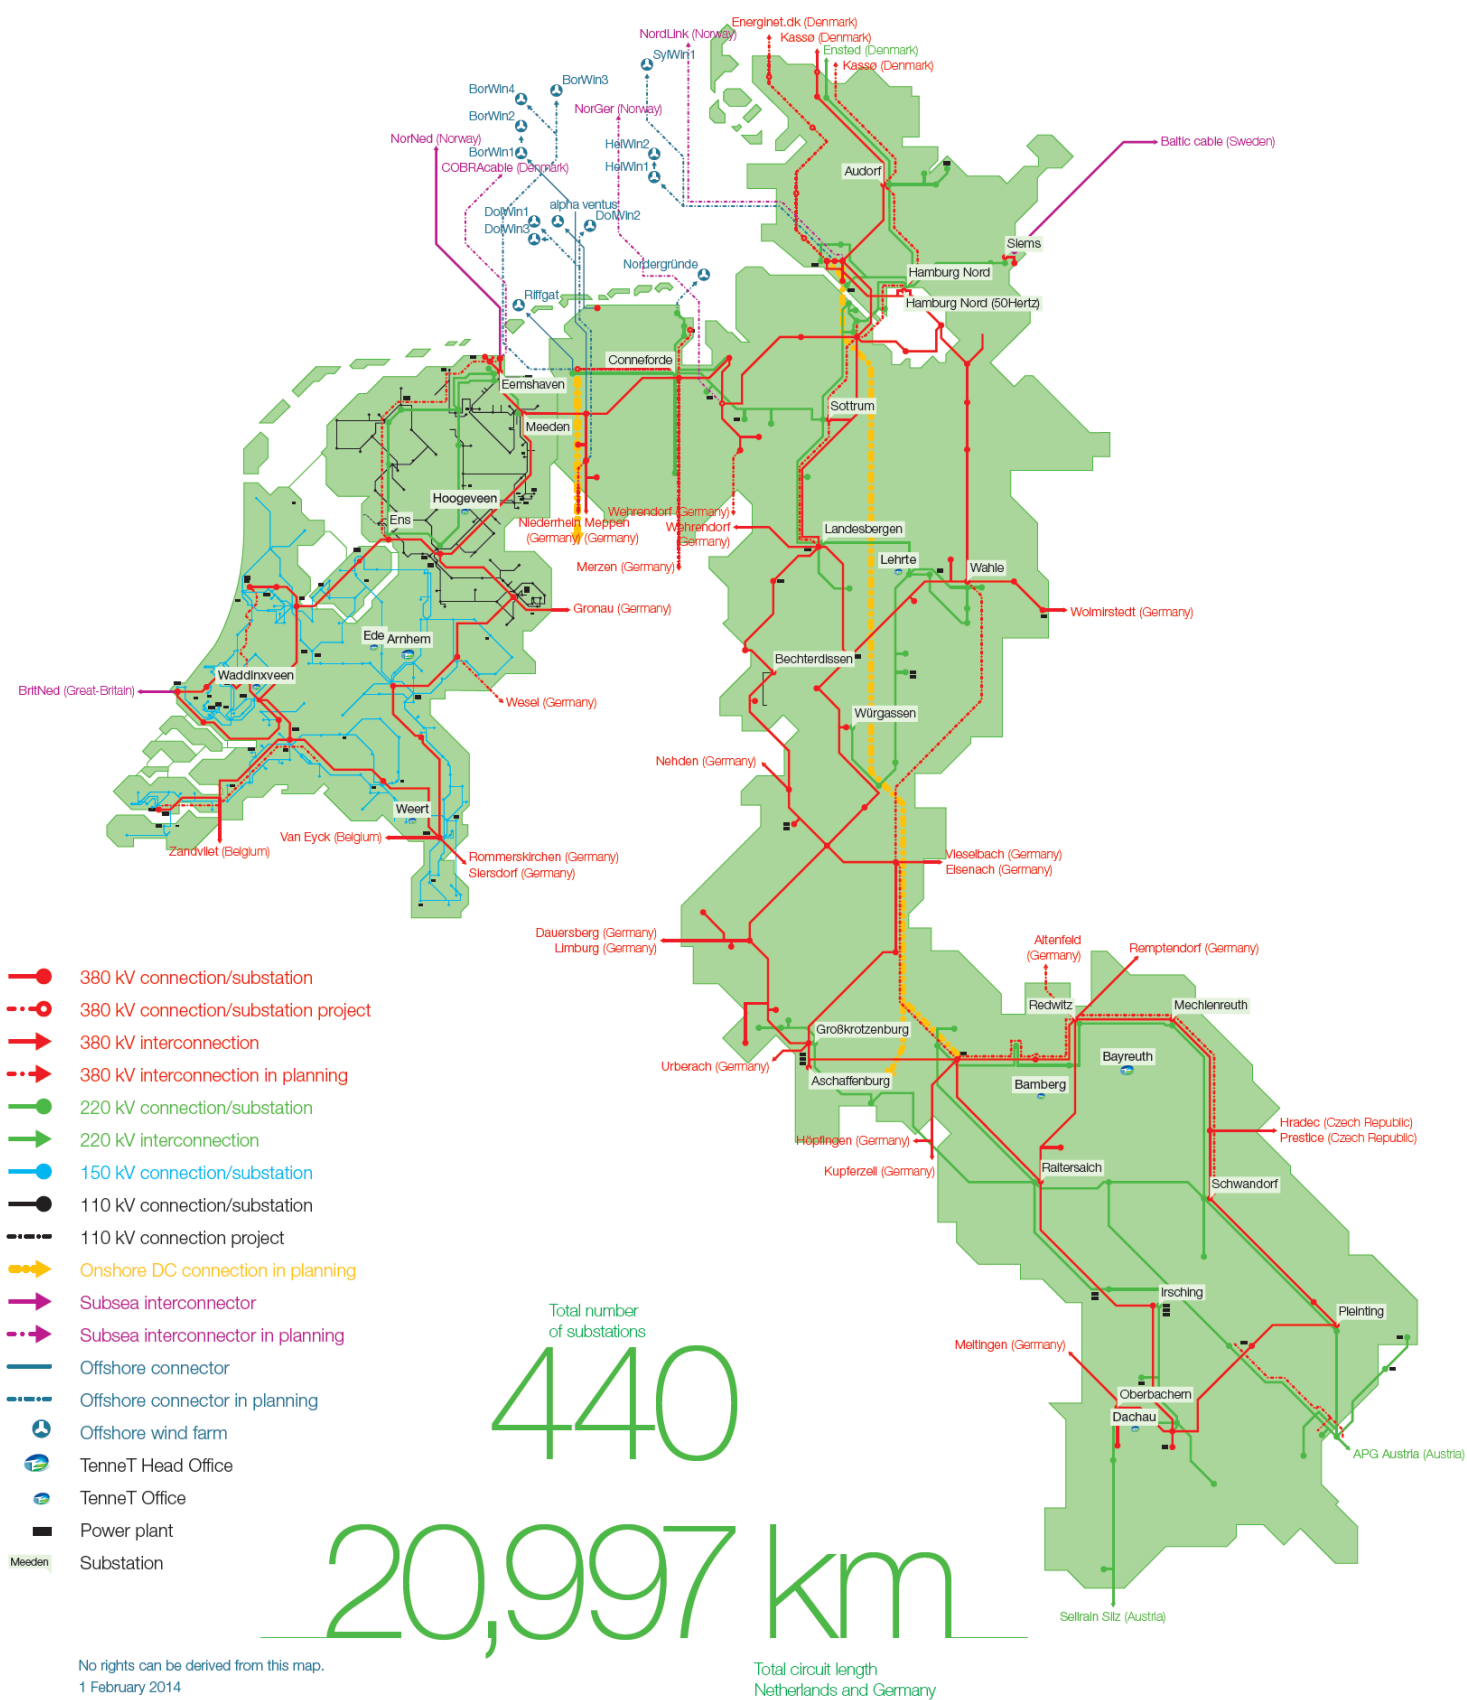 Energinet.dk (Denmark)
NordLink (Norway)
Kassø (Denmark)
Ensted (Denmark)
SylWin1
Kassø (Denmark)
BorWin3
BorWin4
NorGer (Norway)
BorWin2
NorNed (Norway)
HelWin2
Baltic cable (Sweden)
BorWin1
COBRAcable (Denmark)
HelWin1
Audorf
DolWin1
alpha ventus
DolWin2
DolWin3
Siems
Nordergründe
Hamburg Nord
Riffgat
Hamburg Nord (50Hertz)
Conneforde
Eemshaven
Sottrum
Meeden
Hoogeveen
Wehrendorf (Germany)
Ens
Niederrhein Meppen
(Germany) (Germany)
Wehrendorf
(Germany)
Landesbergen
Merzen (Germany)
Lehrte
Wahle
Gronau (Germany)
Wolmirstedt (Germany)
Ede
Arnhem
Bechterdissen
Waddinxveen
BritNed (Great-Britain)
Wesel (Germany)
Würgassen
Nehden (Germany)
Weert
Van Eyck (Belgium)
Zandvliet (Belgium)
Rommerskirchen (Germany)
Siersdorf (Germany)
Vieselbach (Germany)
Eisenach (Germany)
Dauersberg (Germany)
Limburg (Germany)
Altenfeld
(Germany)
Remptendorf (Germany)
Redwitz
Mechlenreuth
Großkrotzenburg
Bayreuth
Urberach (Germany)
Aschaffenburg
Bamberg
Hradec (Czech Republic)
Prestice (Czech Republic)
Höpfingen (Germany)
Kupferzell (Germany)
Raitersaich
Schwandorf
Irsching
Pleinting
Meitingen (Germany)
Oberbachern
Dachau
APG Austria (Austria)
Sellrain Silz (Austria)
380 kV connection/substation
380 kV connection/substation project
380 kV interconnection
380 kV interconnection in planning
220 kV connection/substation
220 kV interconnection
150 kV connection/substation
110 kV connection/substation
110 kV connection project
Onshore DC connection in planning
Subsea interconnector
Subsea interconnector in planning
Offshore connector
Offshore connector in planning
Offshore wind farm
TenneT Head Office
TenneT Office
Power plant
Meeden
Substation
Total number
of substations
440
20,997 km
Total circuit length
Netherlands and Germany
No rights can be derived from this map.
1 February 2014